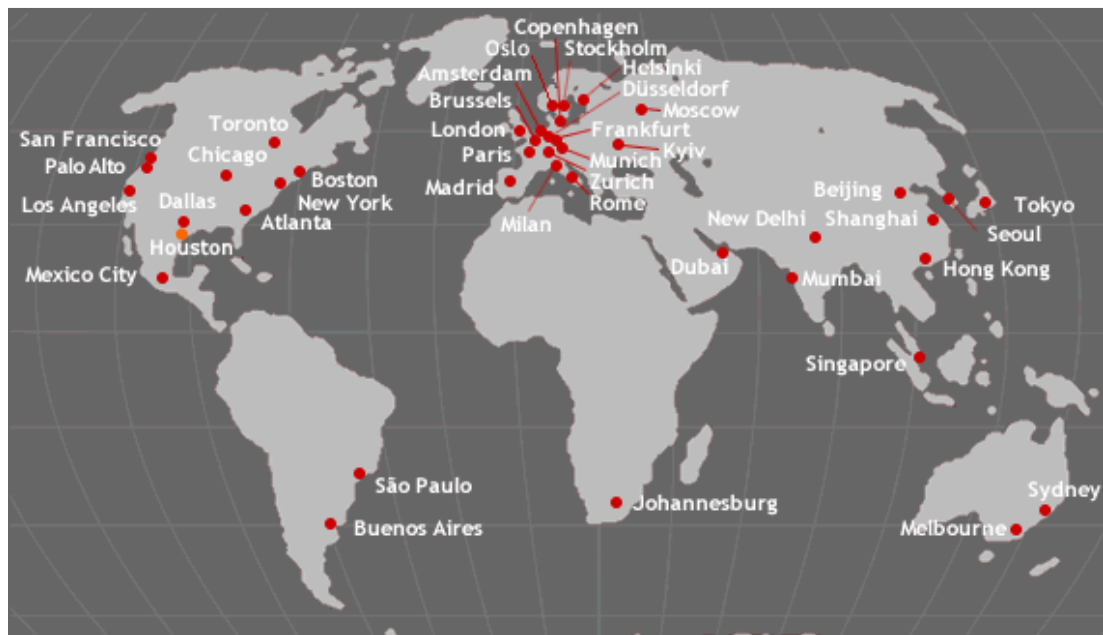 Copenhagen
Oslo
Stockholm
Amsterdam
Helsinki
Düsseldorf
Brussels
Moscow
Toronto
London
Frankfurt
San Francisco
Chicago
Paris
Kyiv
Palo Alto
Munich
Boston
Madrid
Zurich
Los Angeles
Dallas
New York
Rome
Beijing
Tokyo
Atlanta
Milan
New Delhi
Shanghai
Seoul
Houston
Mexico City
Dubai
Mumbai
Hong Kong
Singapore
São Paulo
Johannesburg
Sydney
Buenos Aires
Melbourne